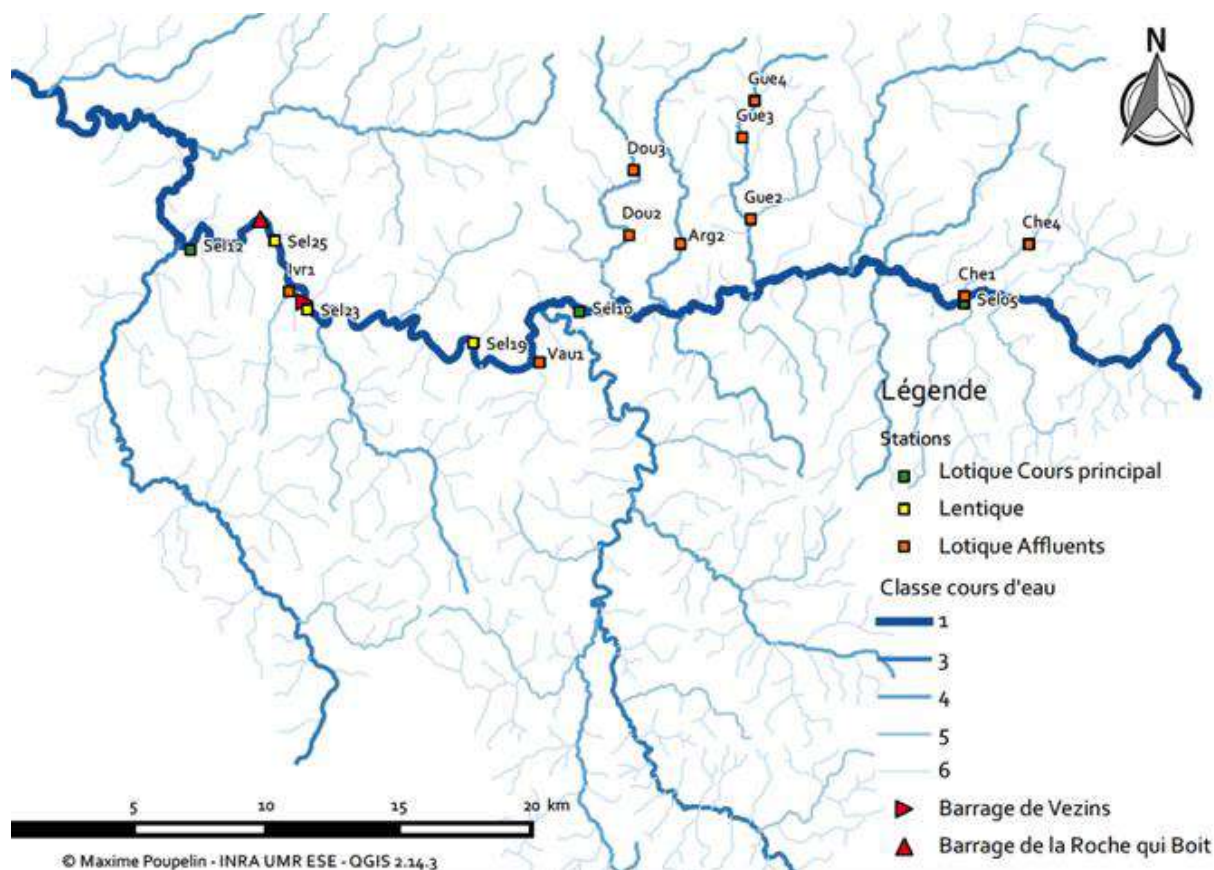 N
Gue4
Gue3
Dou3
Gue2
Dou2
Arg2
Che4
Sel12
Sel25
Ivr1
Che1
Sel05
Sel23
Sel10
Sel19
Vau1
Légende
Stations
Lotique Cours principal
Lentique
Lotique Affluents
Classe cours d'eau
1
3
4
5
6
Barrage de Vezins
Barrage de la Roche qui Boit
5 10 15 20 km
© Maxime Poupelin - INRA UMR ESE - QGIS 2.14.3